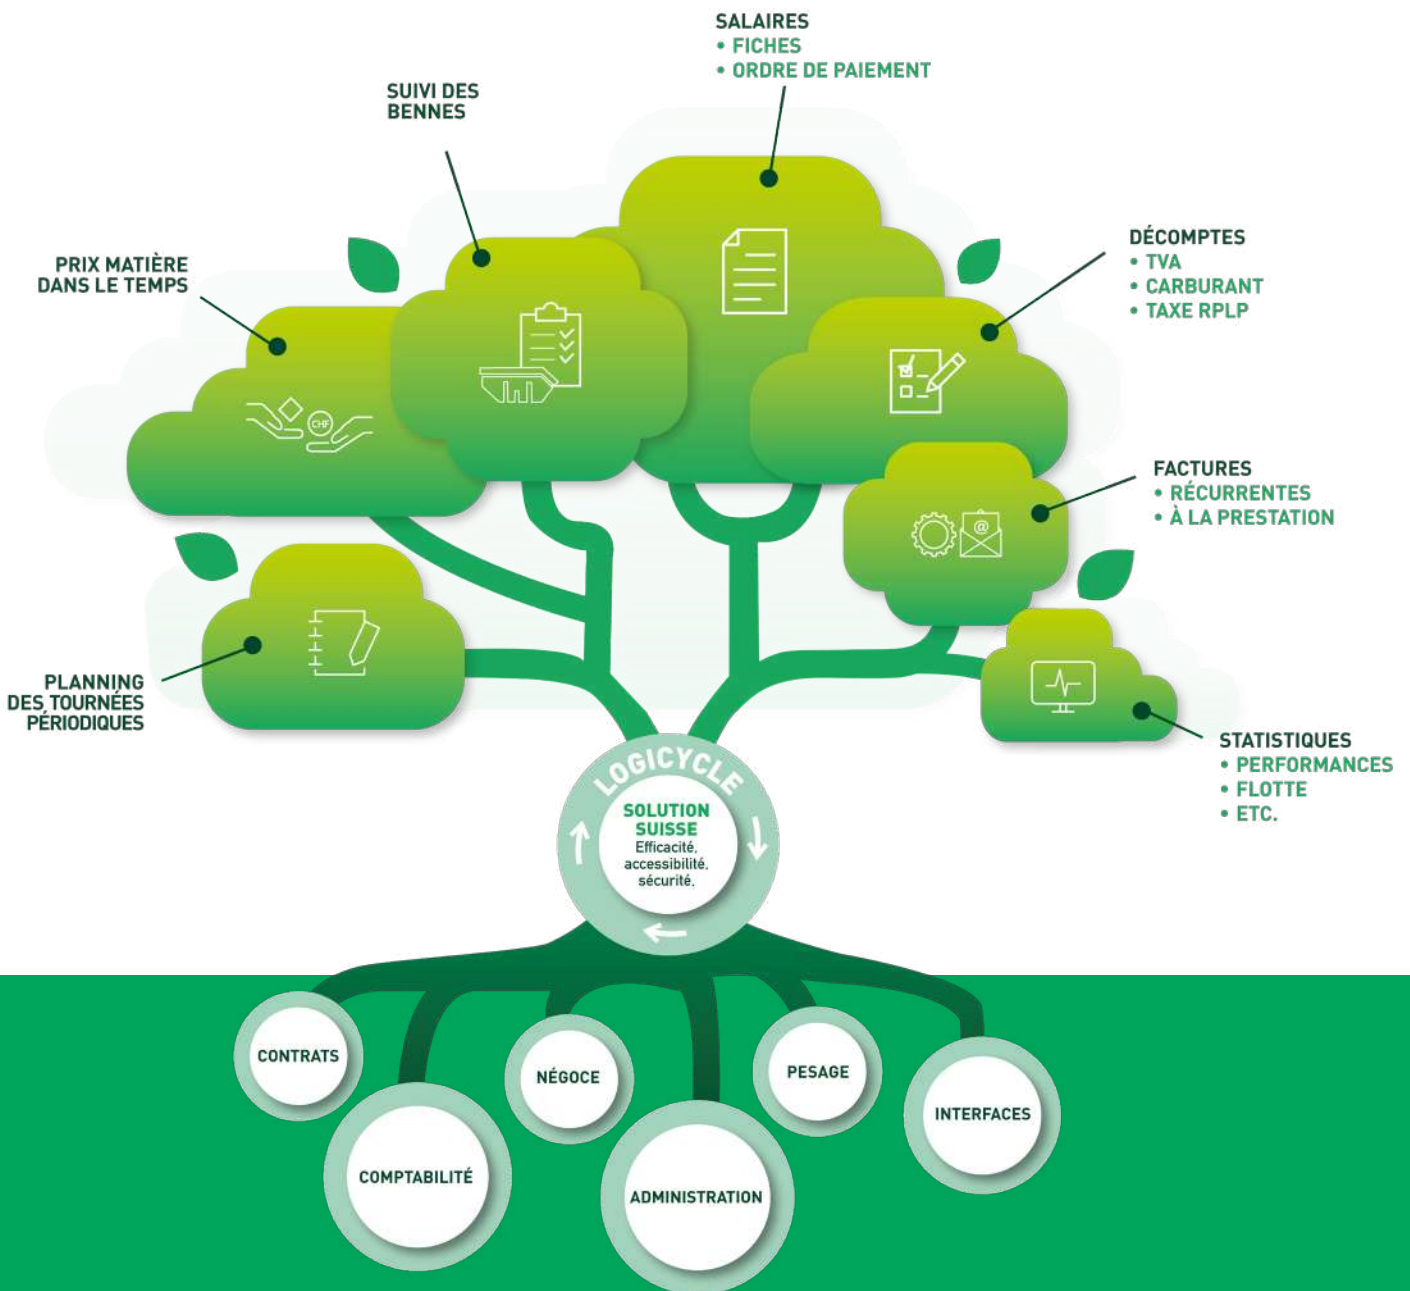 SALAIRES
• FICHES
• ORDRE DE PAIEMENT
SUIVI DES
BENNES
PRIX MATIÈRE
DANS LE TEMPS
DÉCOMPTES
• TVA
• CARBURANT
• TAXE RPLP
CHF
FACTURES
• RÉCURRENTES
• À LA PRESTATION
@
PLANNING
DES TOURNÉES
PÉRIODIQUES
STATISTIQUES
• PERFORMANCES
• FLOTTE
• ETC.
LOGICYCLE
SOLUTION
SUISSE
Efficacité,
accessibilité,
sécurité.
CONTRATS
NÉGOCE
PESAGE
INTERFACES
COMPTABILITÉ
ADMINISTRATION